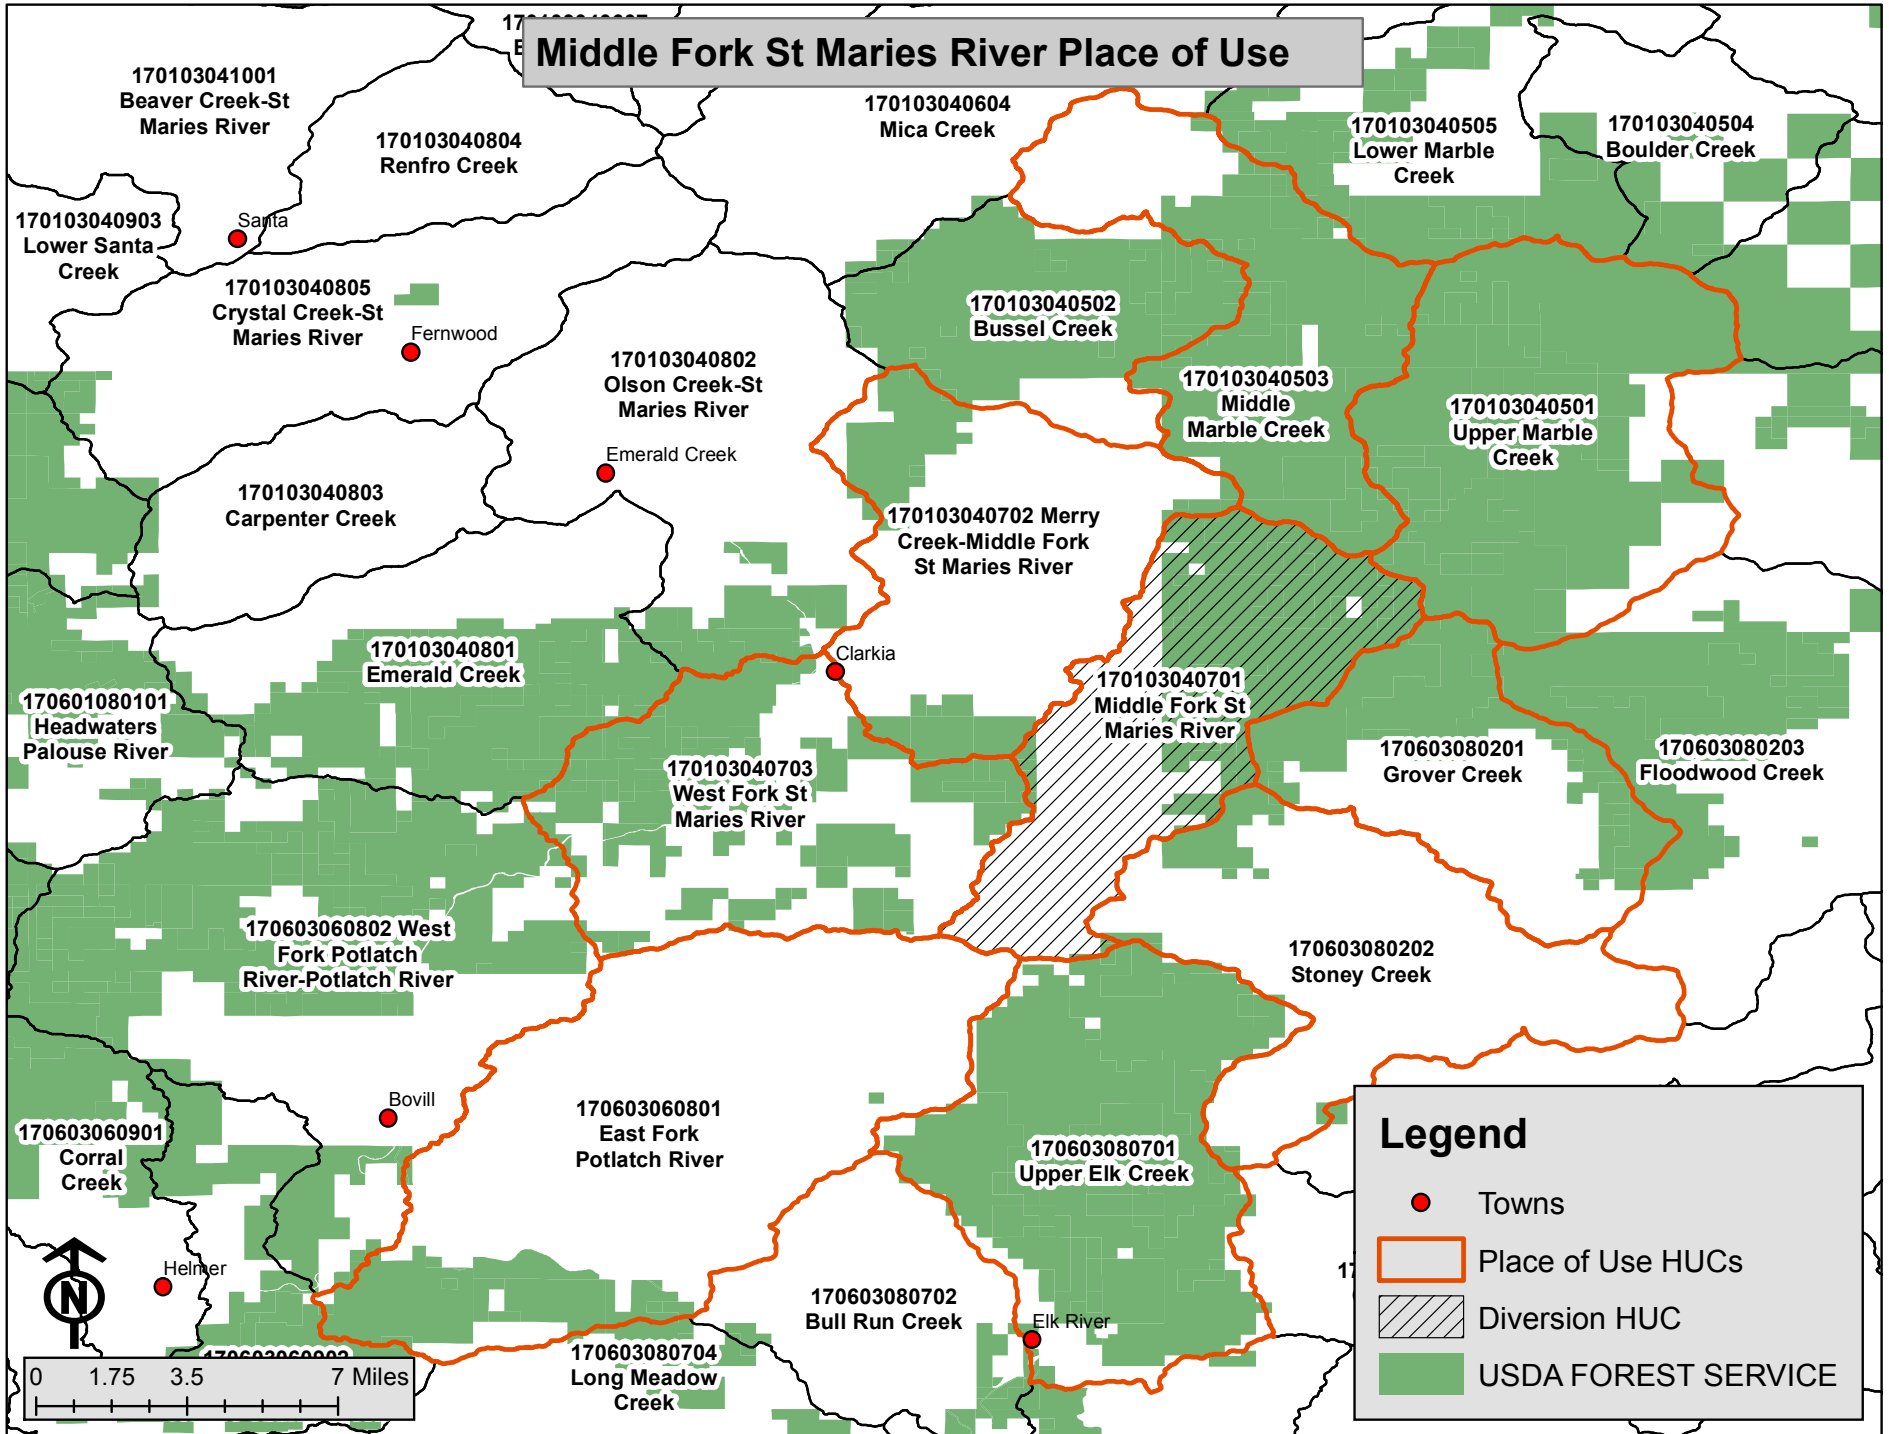 Middle Fork St Maries River Place of Use
170103041001
Beaver Creek-St
Maries River
170103040804
Renfro Creek
170103040604
Mica Creek
170103040505
Lower Marble
Creek
170103040504
Boulder Creek
170103040903
Lower Santa
Creek
Santa
170103040805
Crystal Creek-St
Maries River
Fernwood
170103040502
Bussel Creek
170103040802
Olson Creek-St
Maries River
170103040503
Middle
Marble Creek
170103040501
Upper Marble
Creek
Emerald Creek
170103040803
Carpenter Creek
170103040702 Merry
Creek-Middle Fork
St Maries River
170103040801
Emerald Creek
Clarkia
170601080101
Headwaters
Palouse River
170103040701
Middle Fork St
Maries River
170103040703
West Fork St
Maries River
170603080201
Grover Creek
170603080203
Floodwood Creek
170603060802 West
Fork Potlatch
River-Potlatch River
170603080202
Stoney Creek
Bovill
170603060801
East Fork
Potlatch River
170603060901
Corral
Creek
170603080701
Upper Elk Creek
Helmer
170603080702
Bull Run Creek
Elk River
170603080704
Long Meadow
Creek
N
0 1.75 3.5 7 Miles
Legend
Towns
Place of Use HUCs
Diversion HUC
USDA FOREST SERVICE